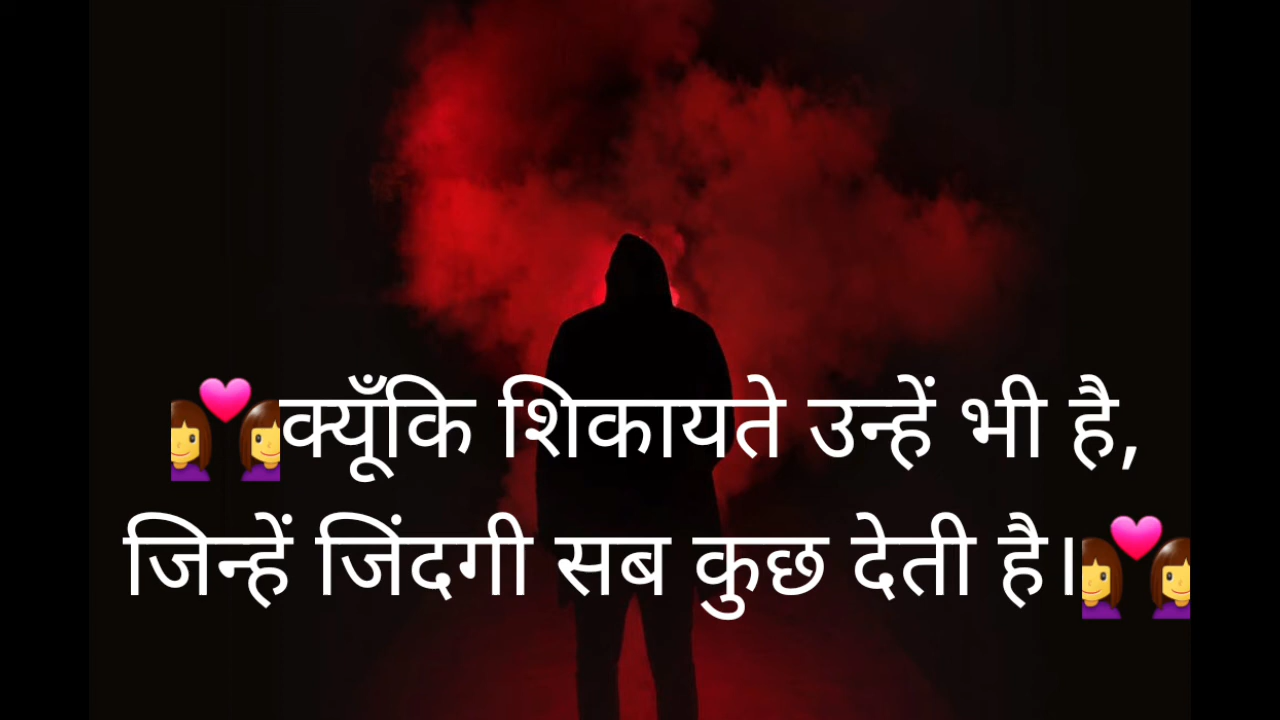 👩‍❤️‍👩क्यूँकि शिकायते उन्हें भी है,
जिन्हें जिंदगी सब कुछ देती है।👩‍❤️‍👩